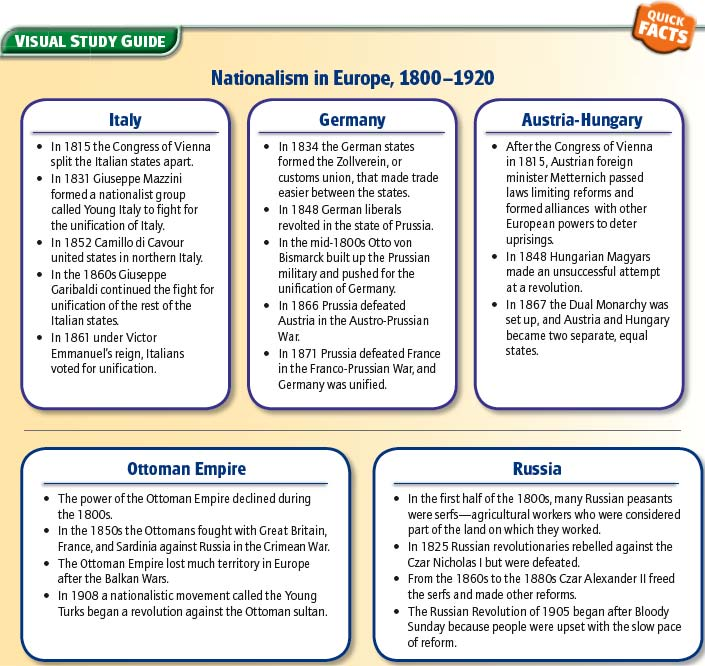 QUICK
FACTS
VISUAL STUDY GUIDE
Nationalism in Europe, 1800–1920
Italy
• In 1815 the Congress of Vienna
split the Italian states apart.
• In 1831 Giuseppe Mazzini
formed a nationalist group
called Young Italy to fight for
the unification of Italy.
• In 1852 Camillo di Cavour
united states in northern Italy.
• In the 1860s Giuseppe
Garibaldi continued the fight for
unification of the rest of the
Italian states.
• In 1861 under Victor
Emmanuel's reign, Italians
voted for unification.
Germany
• In 1834 the German states
formed the Zollverein, or
customs union, that made trade
easier between the states.
• In 1848 German liberals
revolted in the state of Prussia.
• In the mid-1800s Otto von
Bismarck built up the Prussian
military and pushed for the
unification of Germany.
• In 1866 Prussia defeated
Austria in the Austro-Prussian
War.
• In 1871 Prussia defeated France
in the Franco-Prussian War, and
Germany was unified.
Austria-Hungary
• After the Congress of Vienna
in 1815, Austrian foreign
minister Metternich passed
laws limiting reforms and
formed alliances with other
European powers to deter
uprisings.
• In 1848 Hungarian Magyars
made an unsuccessful attempt
at a revolution.
• In 1867 the Dual Monarchy was
set up, and Austria and Hungary
became two separate, equal
states.
Ottoman Empire
• The power of the Ottoman Empire declined during
the 1800s.
• In the 1850s the Ottomans fought with Great Britain,
France, and Sardinia against Russia in the Crimean War.
• The Ottoman Empire lost much territory in Europe
after the Balkan Wars.
• In 1908 a nationalistic movement called the Young
Turks began a revolution against the Ottoman sultan.
Russia
• In the first half of the 1800s, many Russian peasants
were serfs—agricultural workers who were considered
part of the land on which they worked.
• In 1825 Russian revolutionaries rebelled against the
Czar Nicholas I but were defeated.
• From the 1860s to the 1880s Czar Alexander II freed
the serfs and made other reforms.
• The Russian Revolution of 1905 began after Bloody
Sunday because people were upset with the slow pace
of reform.